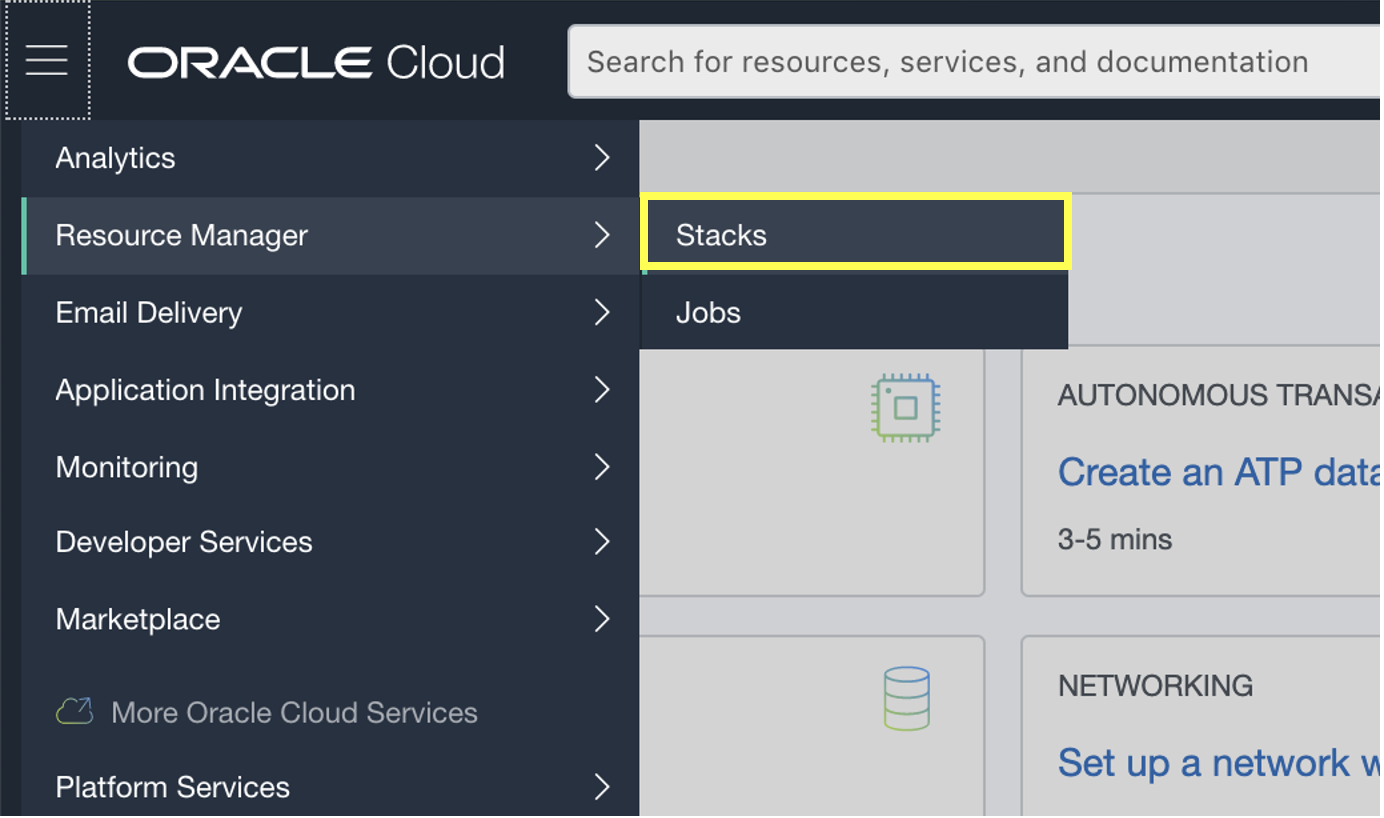 ORACLE Cloud
Search for resources, services, and documentation
Analytics
Resource Manager
Email Delivery
Application Integration
Monitoring
Developer Services
Marketplace
More Oracle Cloud Services
Platform Services
Stacks
Jobs
AUTONOMOUS TRANSA
Create an ATP data
3-5 mins
NETWORKING
Set up a network w